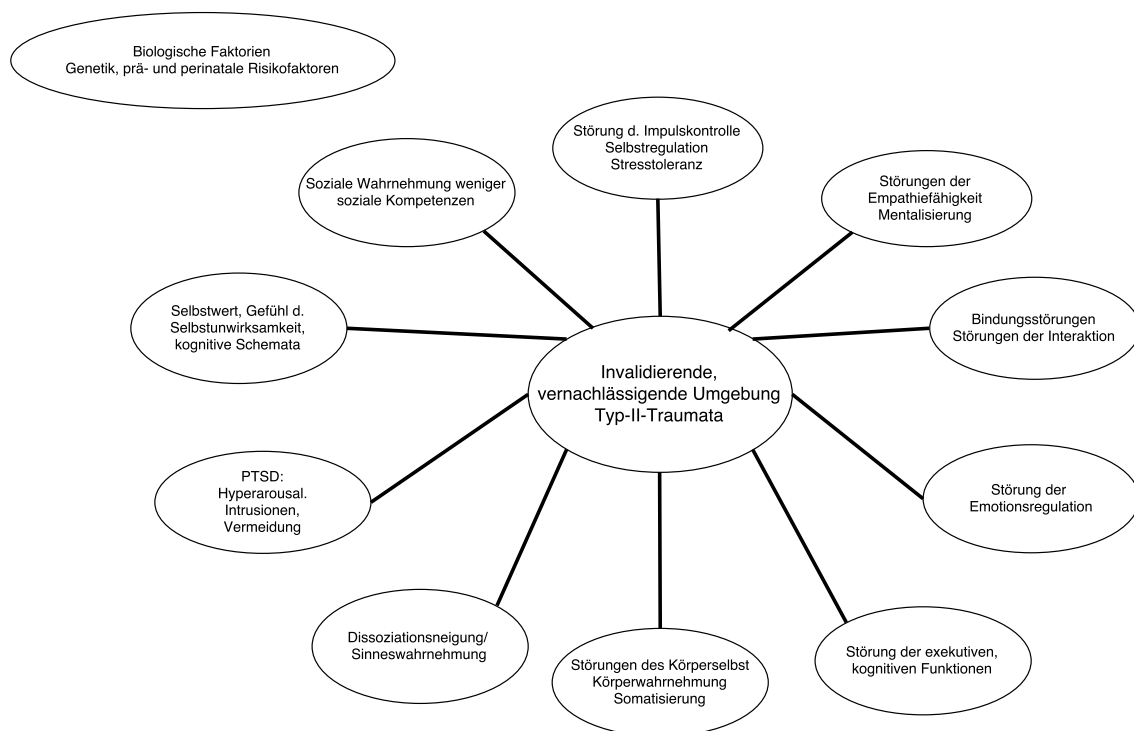 Biologische Faktorien
Genetik, prä- und perinatale Risikofaktoren
Störung d. Impulskontrolle
Selbstregulation
Stresstoleranz
Soziale Wahrnehmung weniger
soziale Kompetenzen
Störungen der
Empathiefähigkeit
Mentalisierung
Selbstwert, Gefühl d.
Selbstunwirksamkeit,
kognitive Schemata
Bindungsstörungen
Störungen der Interaktion
Invalidierende,
vernachlässigende Umgebung
Typ-II-Traumata
PTSD:
Hyperarousal.
Intrusionen,
Vermeidung
Störung der
Emotionsregulation
Dissoziationsneigung/
Sinneswahrnehmung
Störungen des Körperselbst
Körperwahrnehmung
Somatisierung
Störung der exekutiven,
kognitiven Funktionen